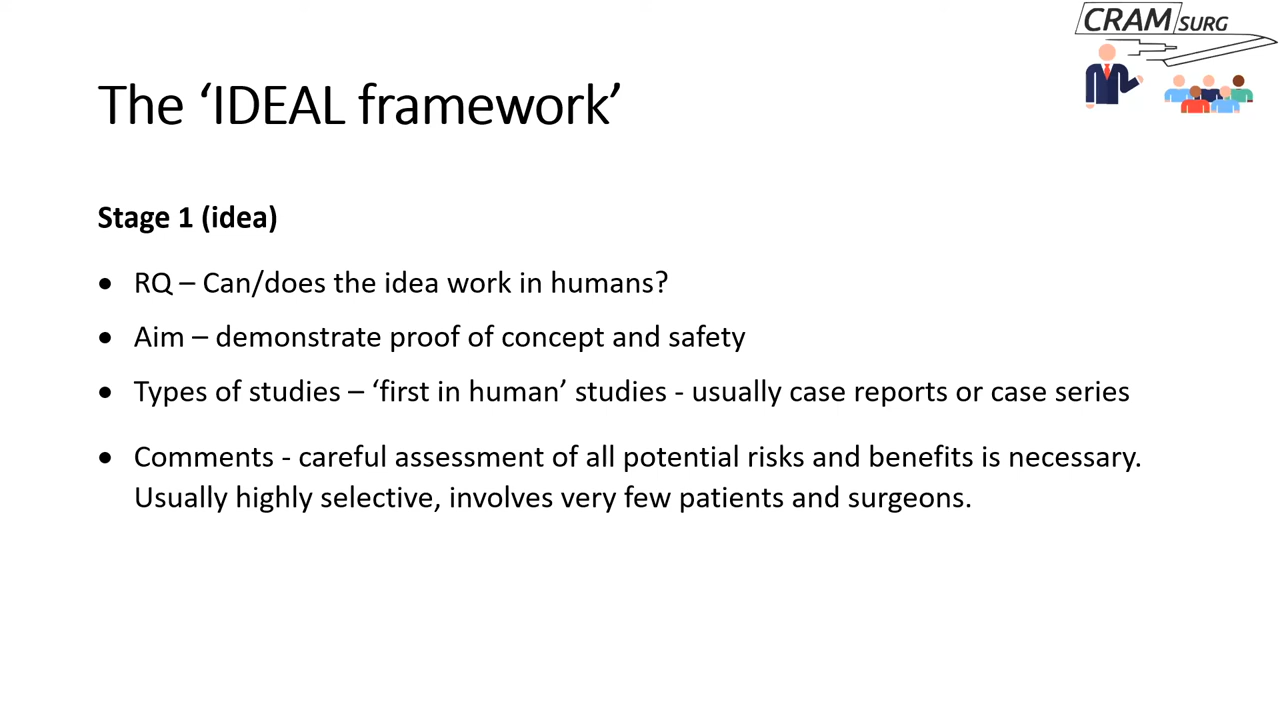 CRAM SURG
The ‘IDEAL framework’
Stage 1 (idea)
• RQ – Can/does the idea work in humans?
• Aim – demonstrate proof of concept and safety
• Types of studies – ‘first in human’ studies - usually case reports or case series
• Comments - careful assessment of all potential risks and benefits is necessary.
Usually highly selective, involves very few patients and surgeons.